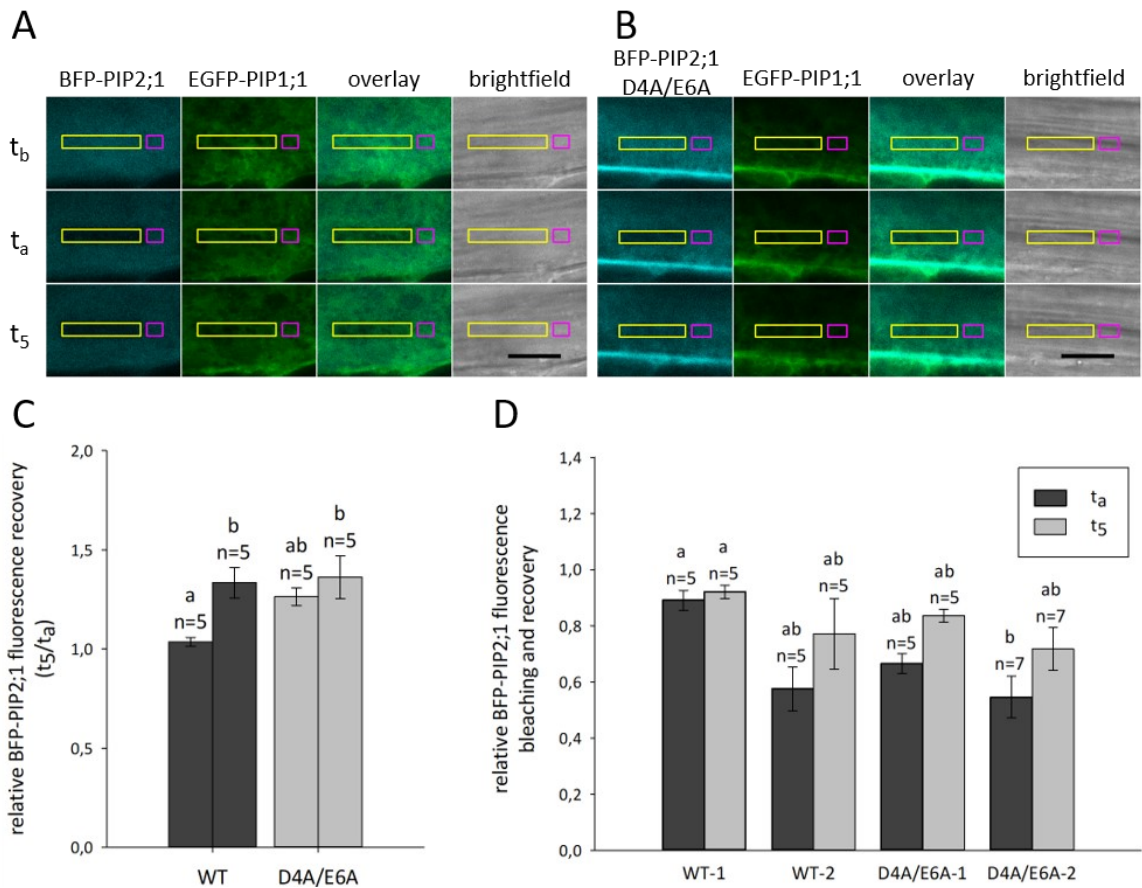 A
B
BFP-PIP2;1 EGFP-PIP1;1 overlay brightfield
BFP-PIP2;1
D4A/E6A EGFP-PIP1;1 overlay brightfield
tb
ta
t5
C
D
relative BFP-PIP2;1 fluorescence recovery
(t5/ta)
2,0
1,5
1,0
0,5
0,0
a
n=5
b
n=5
ab
n=5
b
n=5
WT D4A/E6A
relative BFP-PIP2;1 fluorescence
bleaching and recovery
1,4
1,2
1,0
0,8
0,6
0,4
0,2
0,0
ta
t5
a
n=5
a
n=5
ab
n=5
ab
n=5
ab
n=5
ab
n=5
b
n=7
ab
n=7
WT-1 WT-2 D4A/E6A-1 D4A/E6A-2